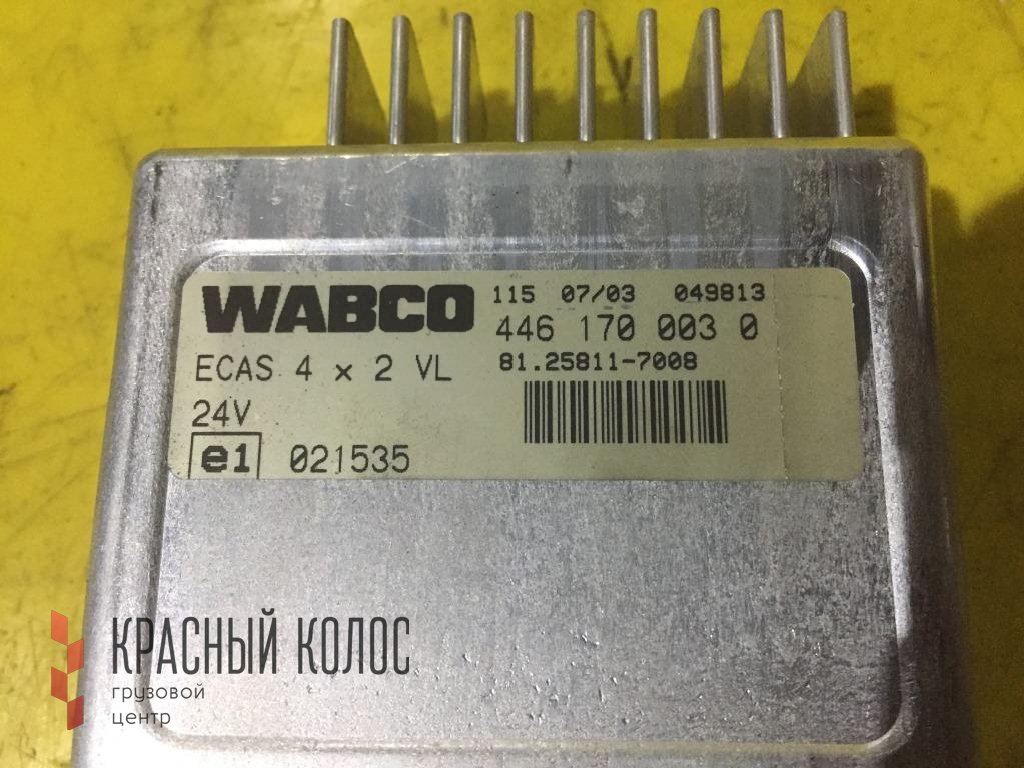 WABCO
115 07/03 049813
446 170 003 0
ECAS 4 x 2 VL
81.25811-7008
24V
e1 021535
КРАСНЫЙ КОЛОС
грузовой
центр